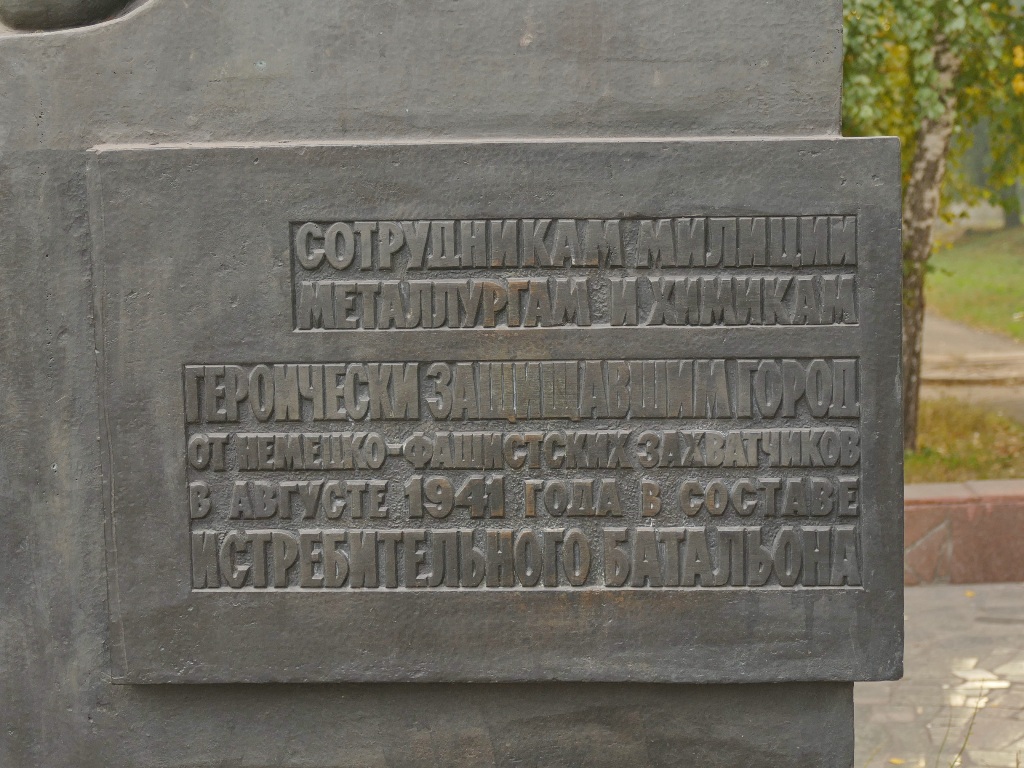 СОТРУДНИКАМ МИЛИЦИИ
МЕТАЛЛУРГАМ И ХИМИКАМ
ГЕРОИЧЕСКИ ЗАЩИЩАВШИМ ГОРОД
ОТ НЕМЕЦКО-ФАШИСТСКИХ ЗАХВАТЧИКОВ
В АВГУСТЕ 1941 ГОДА В СОСТАВЕ
ИСТРЕБИТЕЛЬНОГО БАТАЛЬОНА